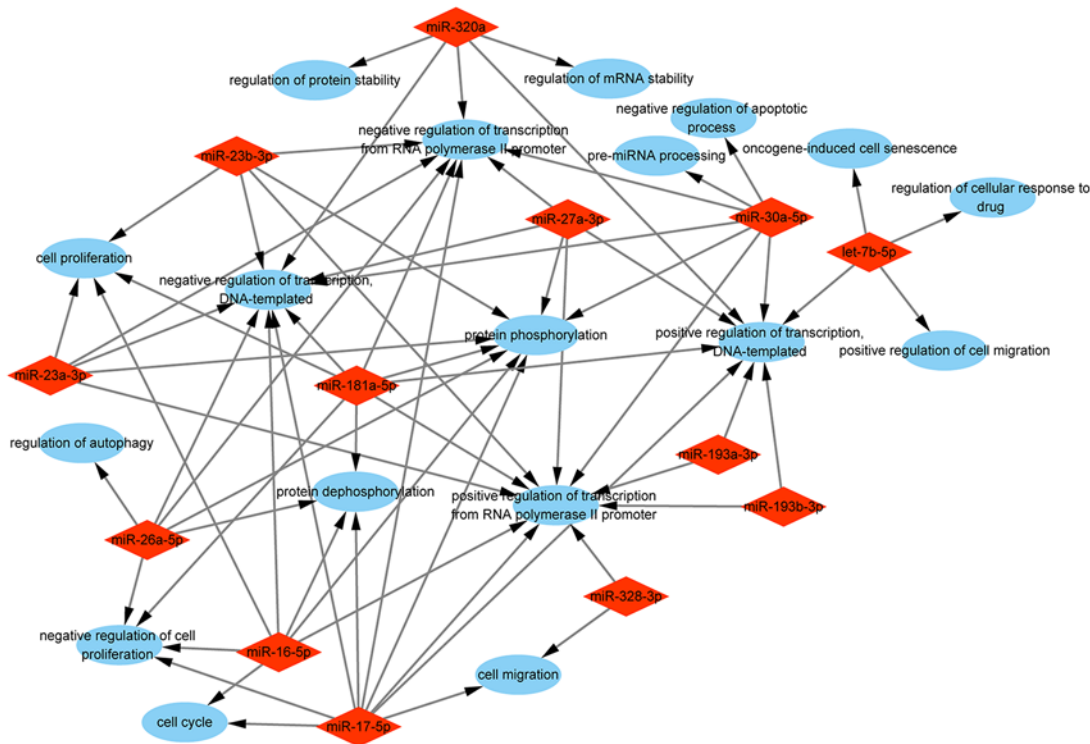 miR-320a
regulation of protein stability
regulation of mRNA stability
negative regulation of apoptotic
process
negative regulation of transcription
from RNA polymerase II promoter
miR-23b-3p
pre-miRNA processing
oncogene-induced cell senescence
regulation of cellular response to
drug
miR-27a-3p
miR-30a-5p
let-7b-5p
cell proliferation
negative regulation of transcription,
DNA-templated
protein phosphorylation
positive regulation of transcription,
DNA-templated
positive regulation of cell migration
miR-23a-3p
miR-181a-5p
regulation of autophagy
miR-193a-3p
protein dephosphorylation
positive regulation of transcription
from RNA polymerase II promoter
miR-193b-3p
miR-26a-5p
miR-328-3p
negative regulation of cell
proliferation
miR-16-5p
cell migration
cell cycle
miR-17-5p